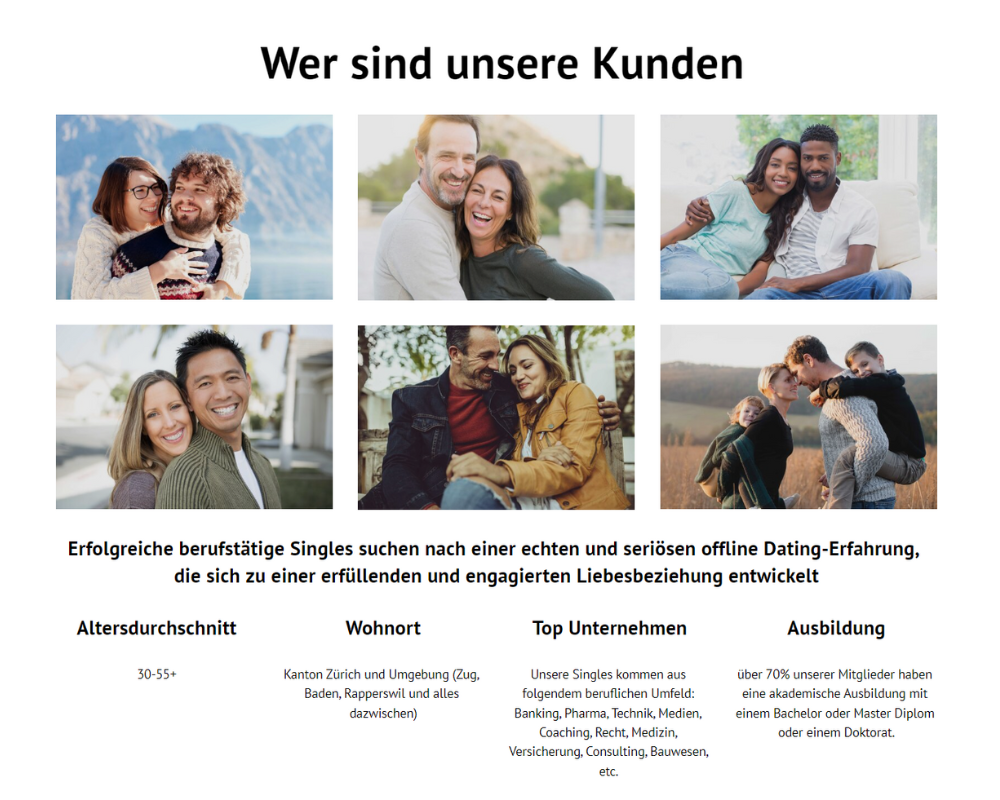 Wer sind unsere Kunden
Erfolgreiche berufstätige Singles suchen nach einer echten und seriösen offline Dating-Erfahrung,
die sich zu einer erfüllenden und engagierten Liebesbeziehung entwickelt
Altersdurchschnitt
30-55+
Wohnort
Kanton Zürich und Umgebung (Zug,
Baden, Rapperswil und alles
dazwischen)
Top Unternehmen
Unsere Singles kommen aus
folgendem beruflichen Umfeld:
Banking, Pharma, Technik, Medien,
Coaching, Recht, Medizin,
Versicherung, Consulting, Bauwesen,
etc.
Ausbildung
über 70% unserer Mitglieder haben
eine akademische Ausbildung mit
einem Bachelor oder Master Diplom
oder einem Doktorat.